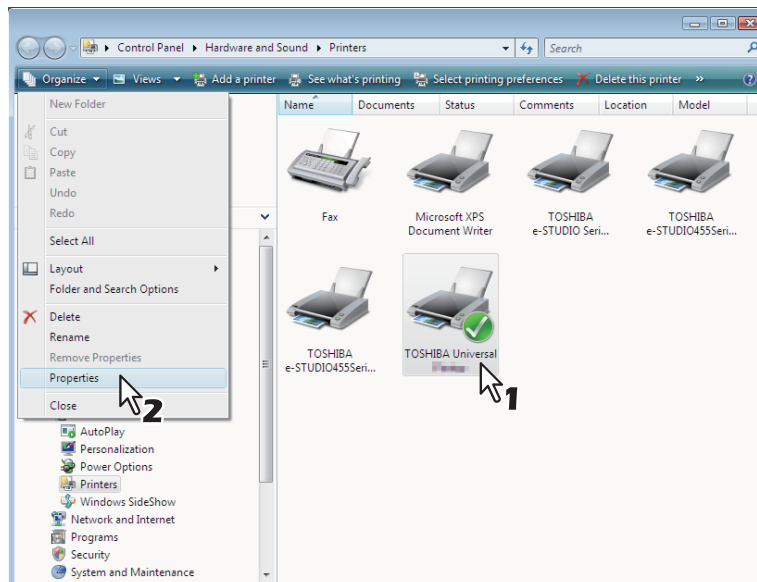 Control Panel ▸ Hardware and Sound ▸ Printers
Search
Organize Views Add a printer See what's printing Select printing preferences Delete this printer »
New Folder
Cut
Copy
Paste
Undo
Redo
Select All
Layout
Folder and Search Options
Delete
Rename
Remove Properties
Properties
Close
2
AutoPlay
Personalization
Power Options
Printers
Windows SideShow
Network and Internet
Programs
Security
System and Maintenance
Name Documents Status Comments Location Model
Fax
Microsoft XPS
Document Writer
TOSHIBA
e-STUDIO Seri...
TOSHIBA
e-STUDIO455Seri...
TOSHIBA
e-STUDIO455Seri...
TOSHIBA Universal
1